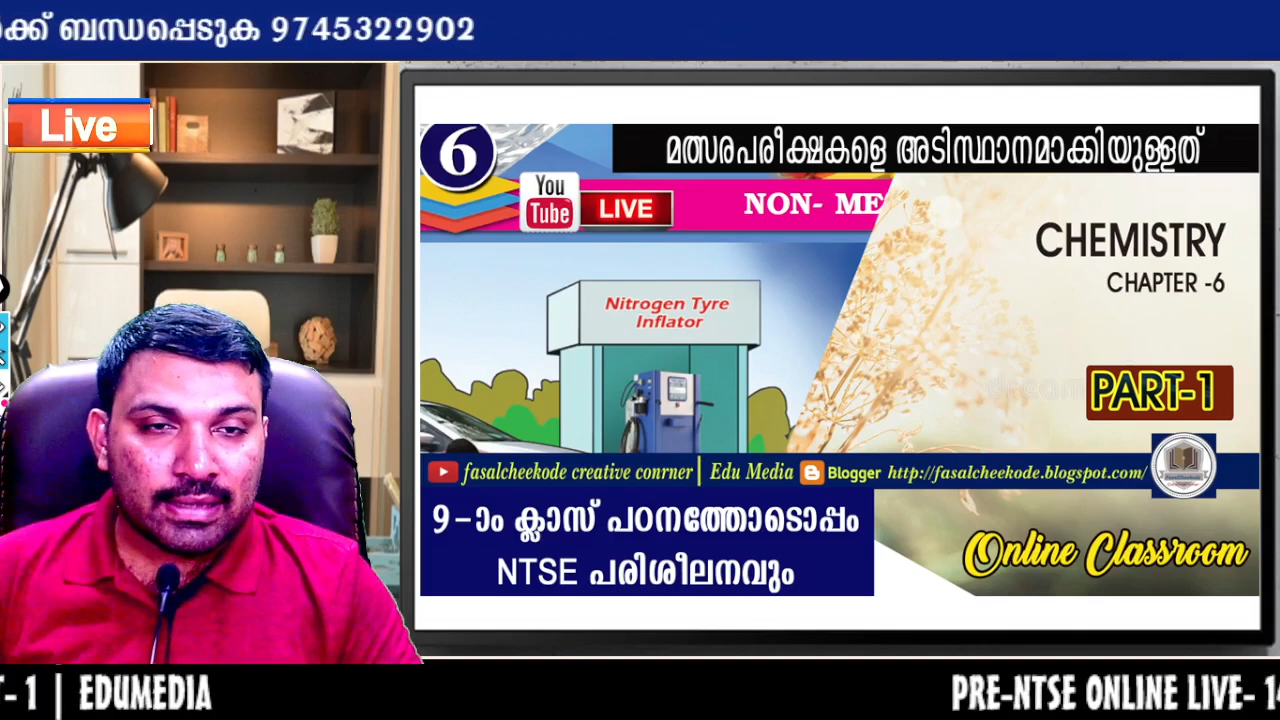 ബന്ധപ്പെടുക 9745322902
Live
6
മത്സരപരീക്ഷകളെ അടിസ്ഥാനമാക്കിയുള്ളത്
You
Tube
LIVE
NON- ME
CHEMISTRY
CHAPTER -6
Nitrogen Tyre
Inflator
PART-1
fasalcheekode creative conrner| Edu Media Blogger http://fasalcheekode.blogspot.com/
9-ാം ക്ലാസ് പഠനത്തോടൊപ്പം
NTSE പരിശീലനവും
Online Classroom
- 1 | EDUMEDIA
PRE-NTSE ONLINE LIVE-